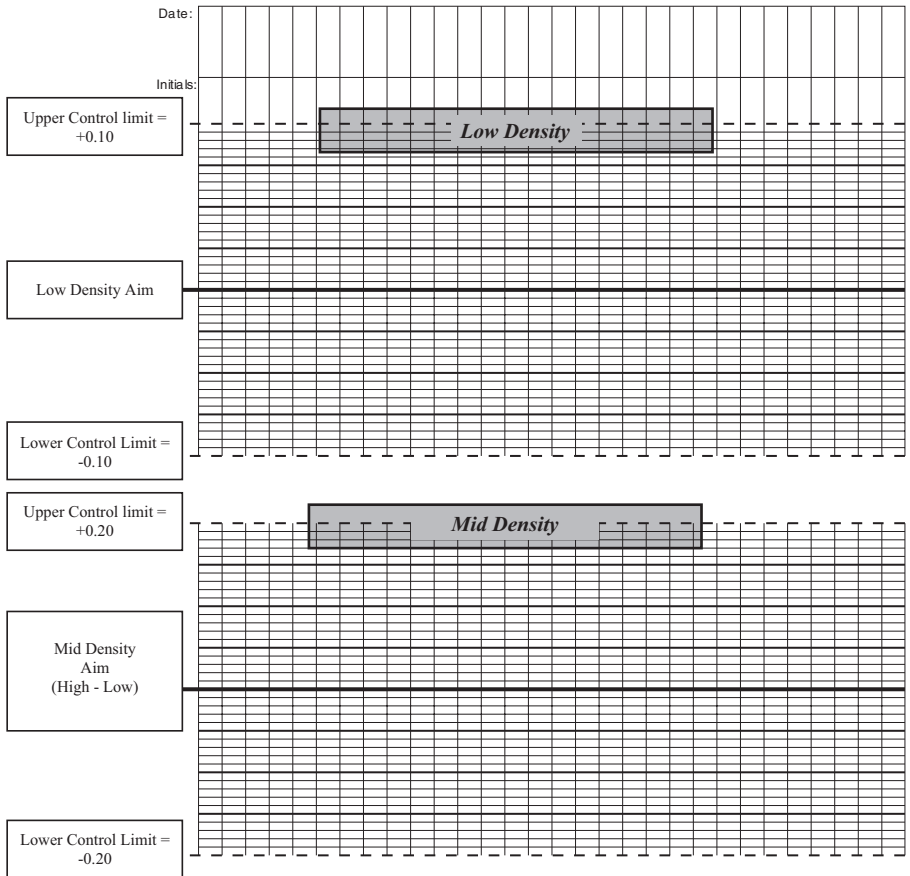 Date:
Initials:
Upper Control limit =
+0.10
Low Density
Low Density Aim
Lower Control Limit =
-0.10
Upper Control limit =
+0.20
Mid Density
Mid Density
Aim
(High - Low)
Lower Control Limit =
-0.20